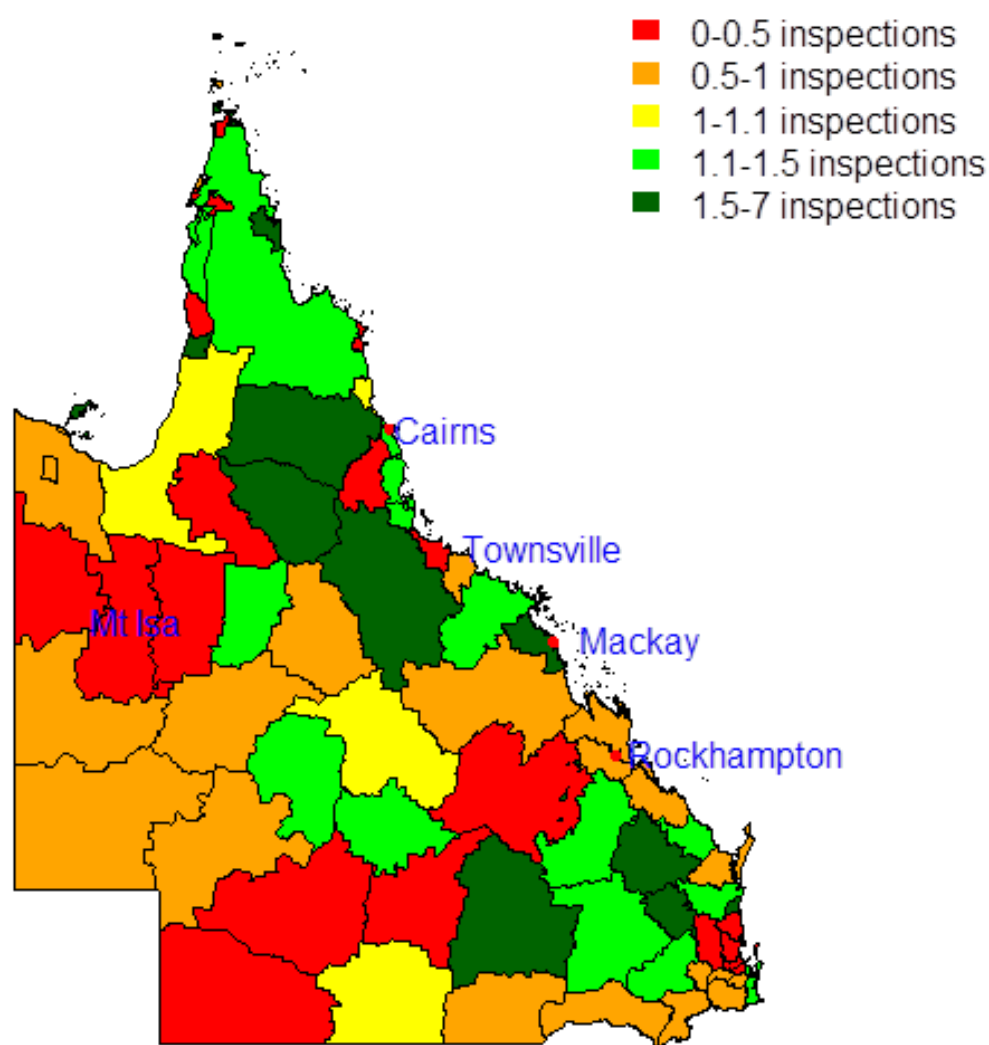 0-0.5 inspections
0.5-1 inspections
1-1.1 inspections
1.1-1.5 inspections
1.5-7 inspections
Cairns
Townsville
Mt Isa
Mackay
Rockhampton